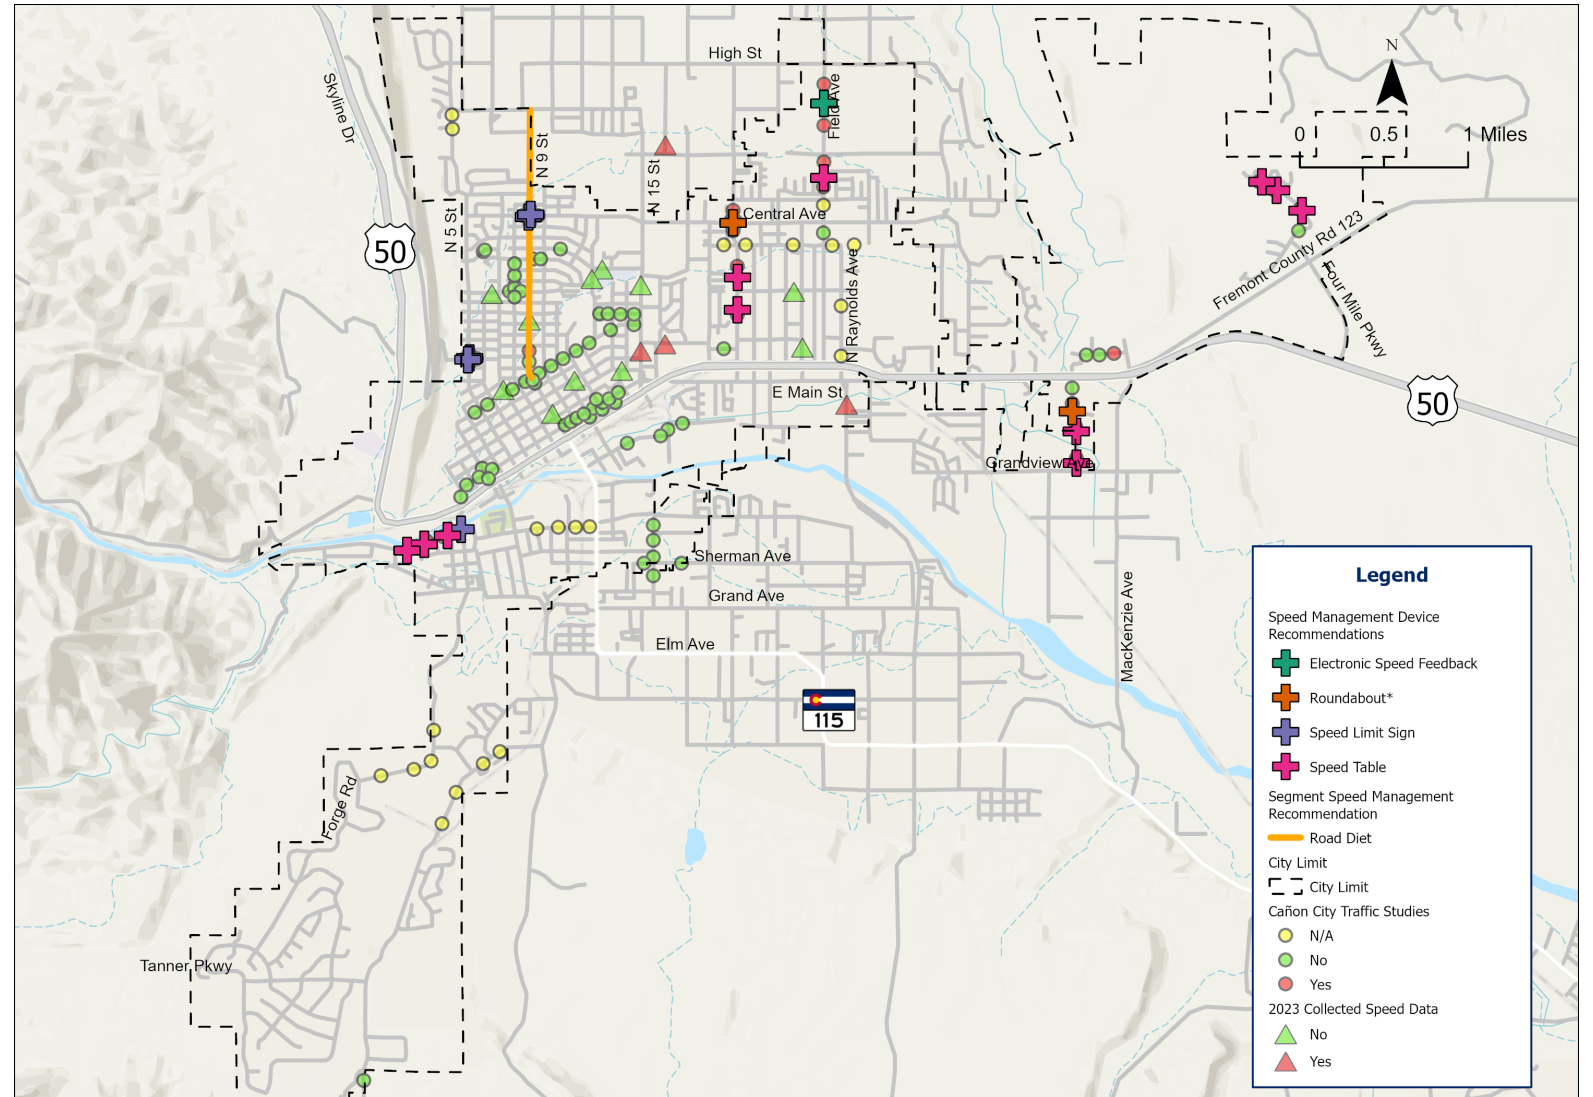 High St
Skyline Dr
N 9 St
Field Ave
N
0 0.5 1 Miles
N 15 St
N 5 St
Central Ave
50
Fremont County Rd 123
Four Mile Pkwy
N Raynolds Ave
E Main St
50
Grandview Ave
Sherman Ave
Grand Ave
Elm Ave
MacKenzie Ave
115
Forge Rd
Tanner Pkwy
Legend
Speed Management Device
Recommendations
Electronic Speed Feedback
Roundabout*
Speed Limit Sign
Speed Table
Segment Speed Management
Recommendation
Road Diet
City Limit
City Limit
Cañon City Traffic Studies
N/A
No
Yes
2023 Collected Speed Data
No
Yes